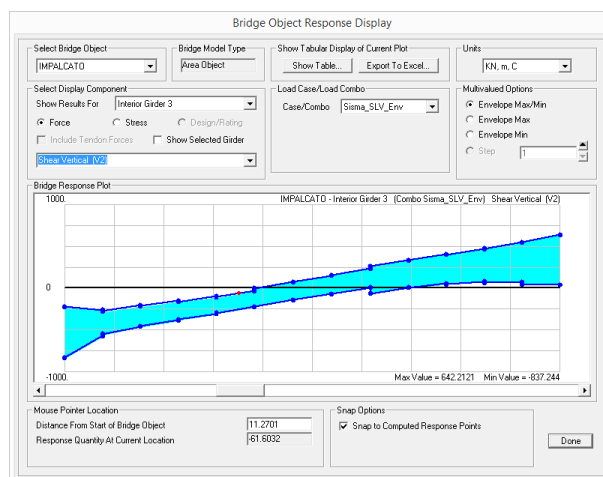 Bridge Object Response Display
Select Bridge Object
IMPALCATO
Bridge Model Type
Area Object
Show Tabular Display of Current Plot
Show Table...
Export To Excel...
Units
KN, m, C
Select Display Component
Show Results For
Interior Girder 3
Force
Stress
Design/Rating
Include Tendon Forces
Show Selected Girder
Shear Vertical (V2)
Load Case/Load Combo
Case/Combo
Sisma_SLV_Env
Multivalued Options
Envelope Max/Min
Envelope Max
Envelope Min
Step
1
Bridge Response Plot
1000.
IMPALCATO - Interior Girder 3 (Combo Sisma_SLV_Env) Shear Vertical (V2)
0
-1000.
Max Value = 642.2121 Min Value = -837.244
Mouse Pointer Location
Distance From Start of Bridge Object
11.2701
Response Quantity At Current Location
-61.6032
Snap Options
Snap to Computed Response Points
Done